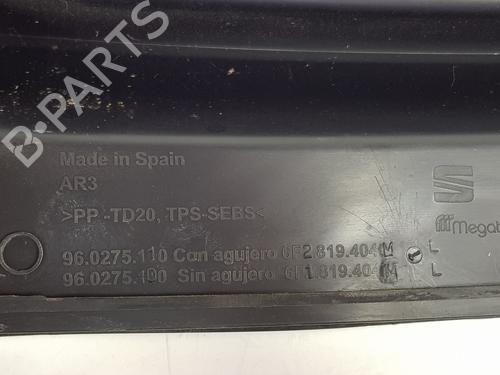 B-PARTS
Made in Spain
AR3
>PP-TD20, TPS-SEBS<
Megat
96.0275.110 Con agujero 6F2.819.404 M L
96.0275.100 Sin agujero 6F1.819.404 M L